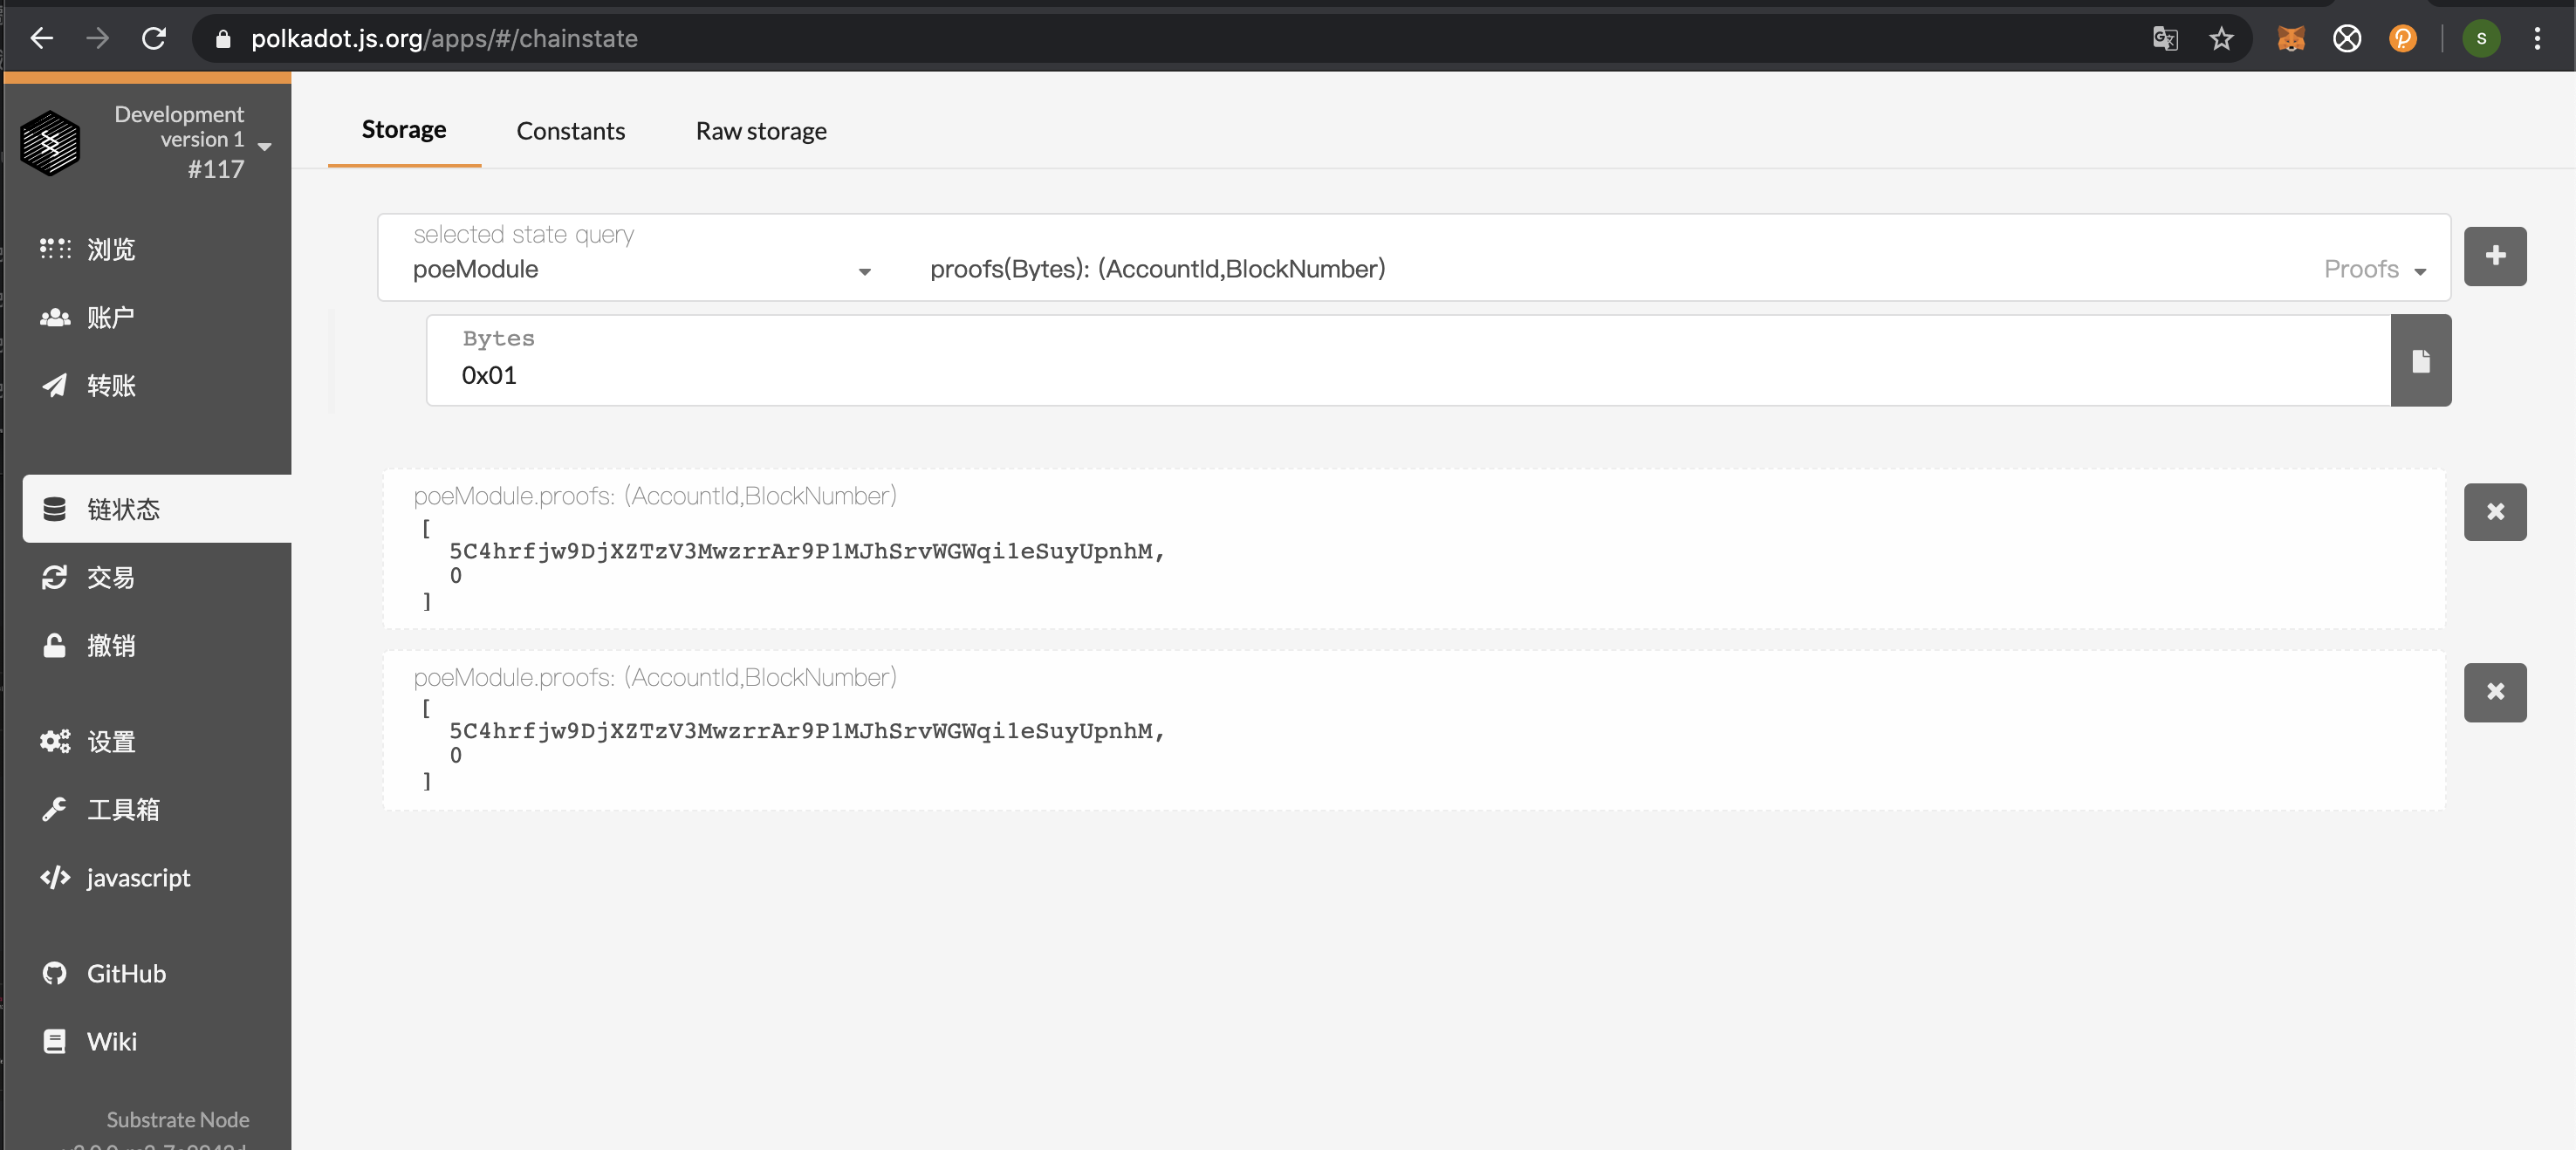 polkadot.js.org/apps/#/chainstate
S
Development
version 1
#117
浏览
账户
转账
链状态
交易
撤销
设置
工具箱
javascript
GitHub
Wiki
Substrate Node
Storage
Constants
Raw storage
selected state query
poeModule
proofs(Bytes): (AccountId,BlockNumber)
Proofs
Bytes
0x01
poeModule.proofs: (AccountId,BlockNumber)
[
5C4hrfjw9DjXZTzV3MwzrrAr9P1MJhSrvWGWqi1eSuyUpnhM,
0
]
poeModule.proofs: (AccountId,BlockNumber)
[
5C4hrfjw9DjXZTzV3MwzrrAr9P1MJhSrvWGWqi1eSuyUpnhM,
0
]